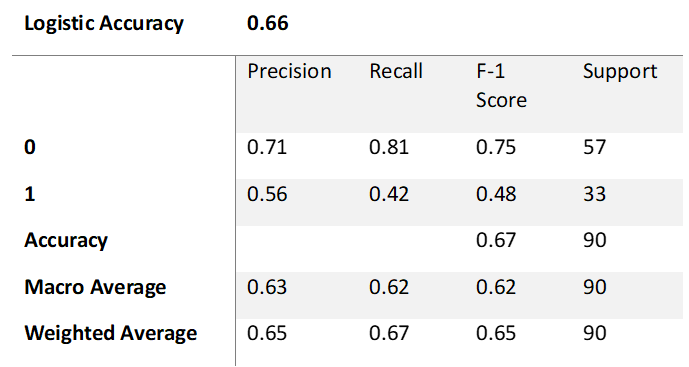 Logistic Accuracy 0.66
Precision Recall F-1 Score Support
0 0.71 0.81 0.75 57
1 0.56 0.42 0.48 33
Accuracy 0.67 90
Macro Average 0.63 0.62 0.62 90
Weighted Average 0.65 0.67 0.65 90